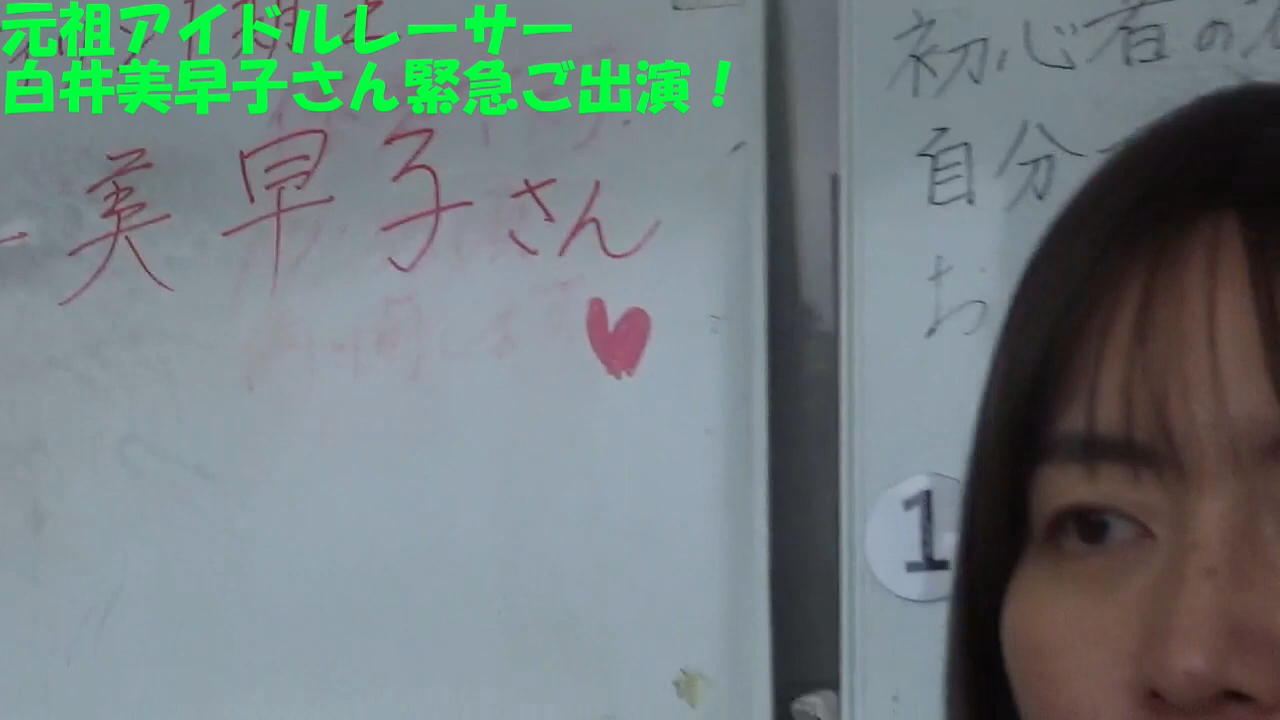 元祖アイドルレーサー
白井美早子さん緊急ご出演！
美早子さん
初心者の
自分
お
1